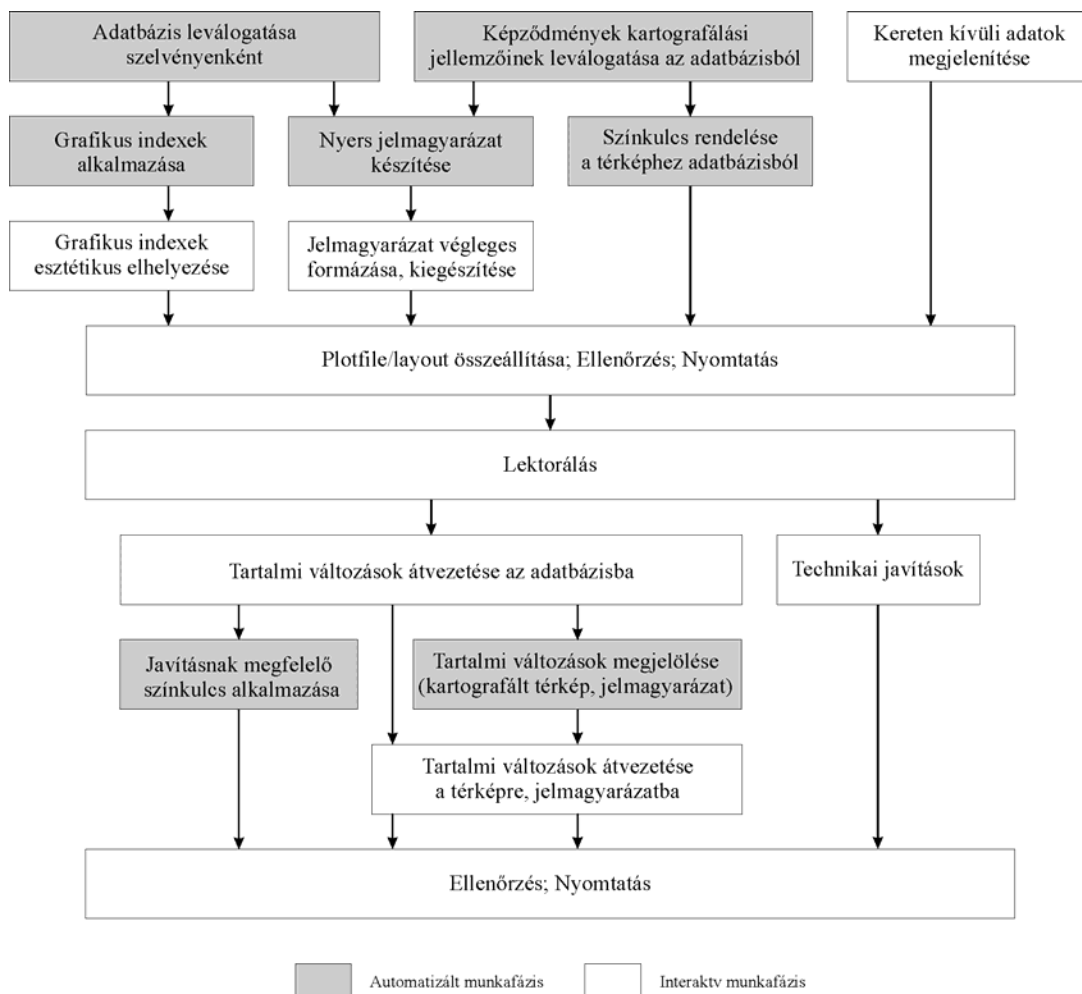 Adatbázis leválogatása
szelvényenként
Képződmények kartografálási
jellemzőinek leválogatása az adatbázisból
Kereten kívüli adatok
megjelenítése
Grafikus indexek
alkalmazása
Nyers jelmagyarázat
készítése
Színkulcs rendelése
a térképhez adatbázisból
Grafikus indexek
esztétikus elhelyezése
Jelmagyarázat végleges
formázása, kiegészítése
Plotfile/layout összeállítása; Ellenőrzés; Nyomtatás
Lektorálás
Tartalmi változások átvezetése az adatbázisba
Technikai javítások
Javításnak megfelelő
színkulcs alkalmazása
Tartalmi változások megjelölése
(kartografált térkép, jelmagyarázat)
Tartalmi változások átvezetése
a térképre, jelmagyarázatba
Ellenőrzés; Nyomtatás
Automatizált munkafázis
Interaktv munkafázis